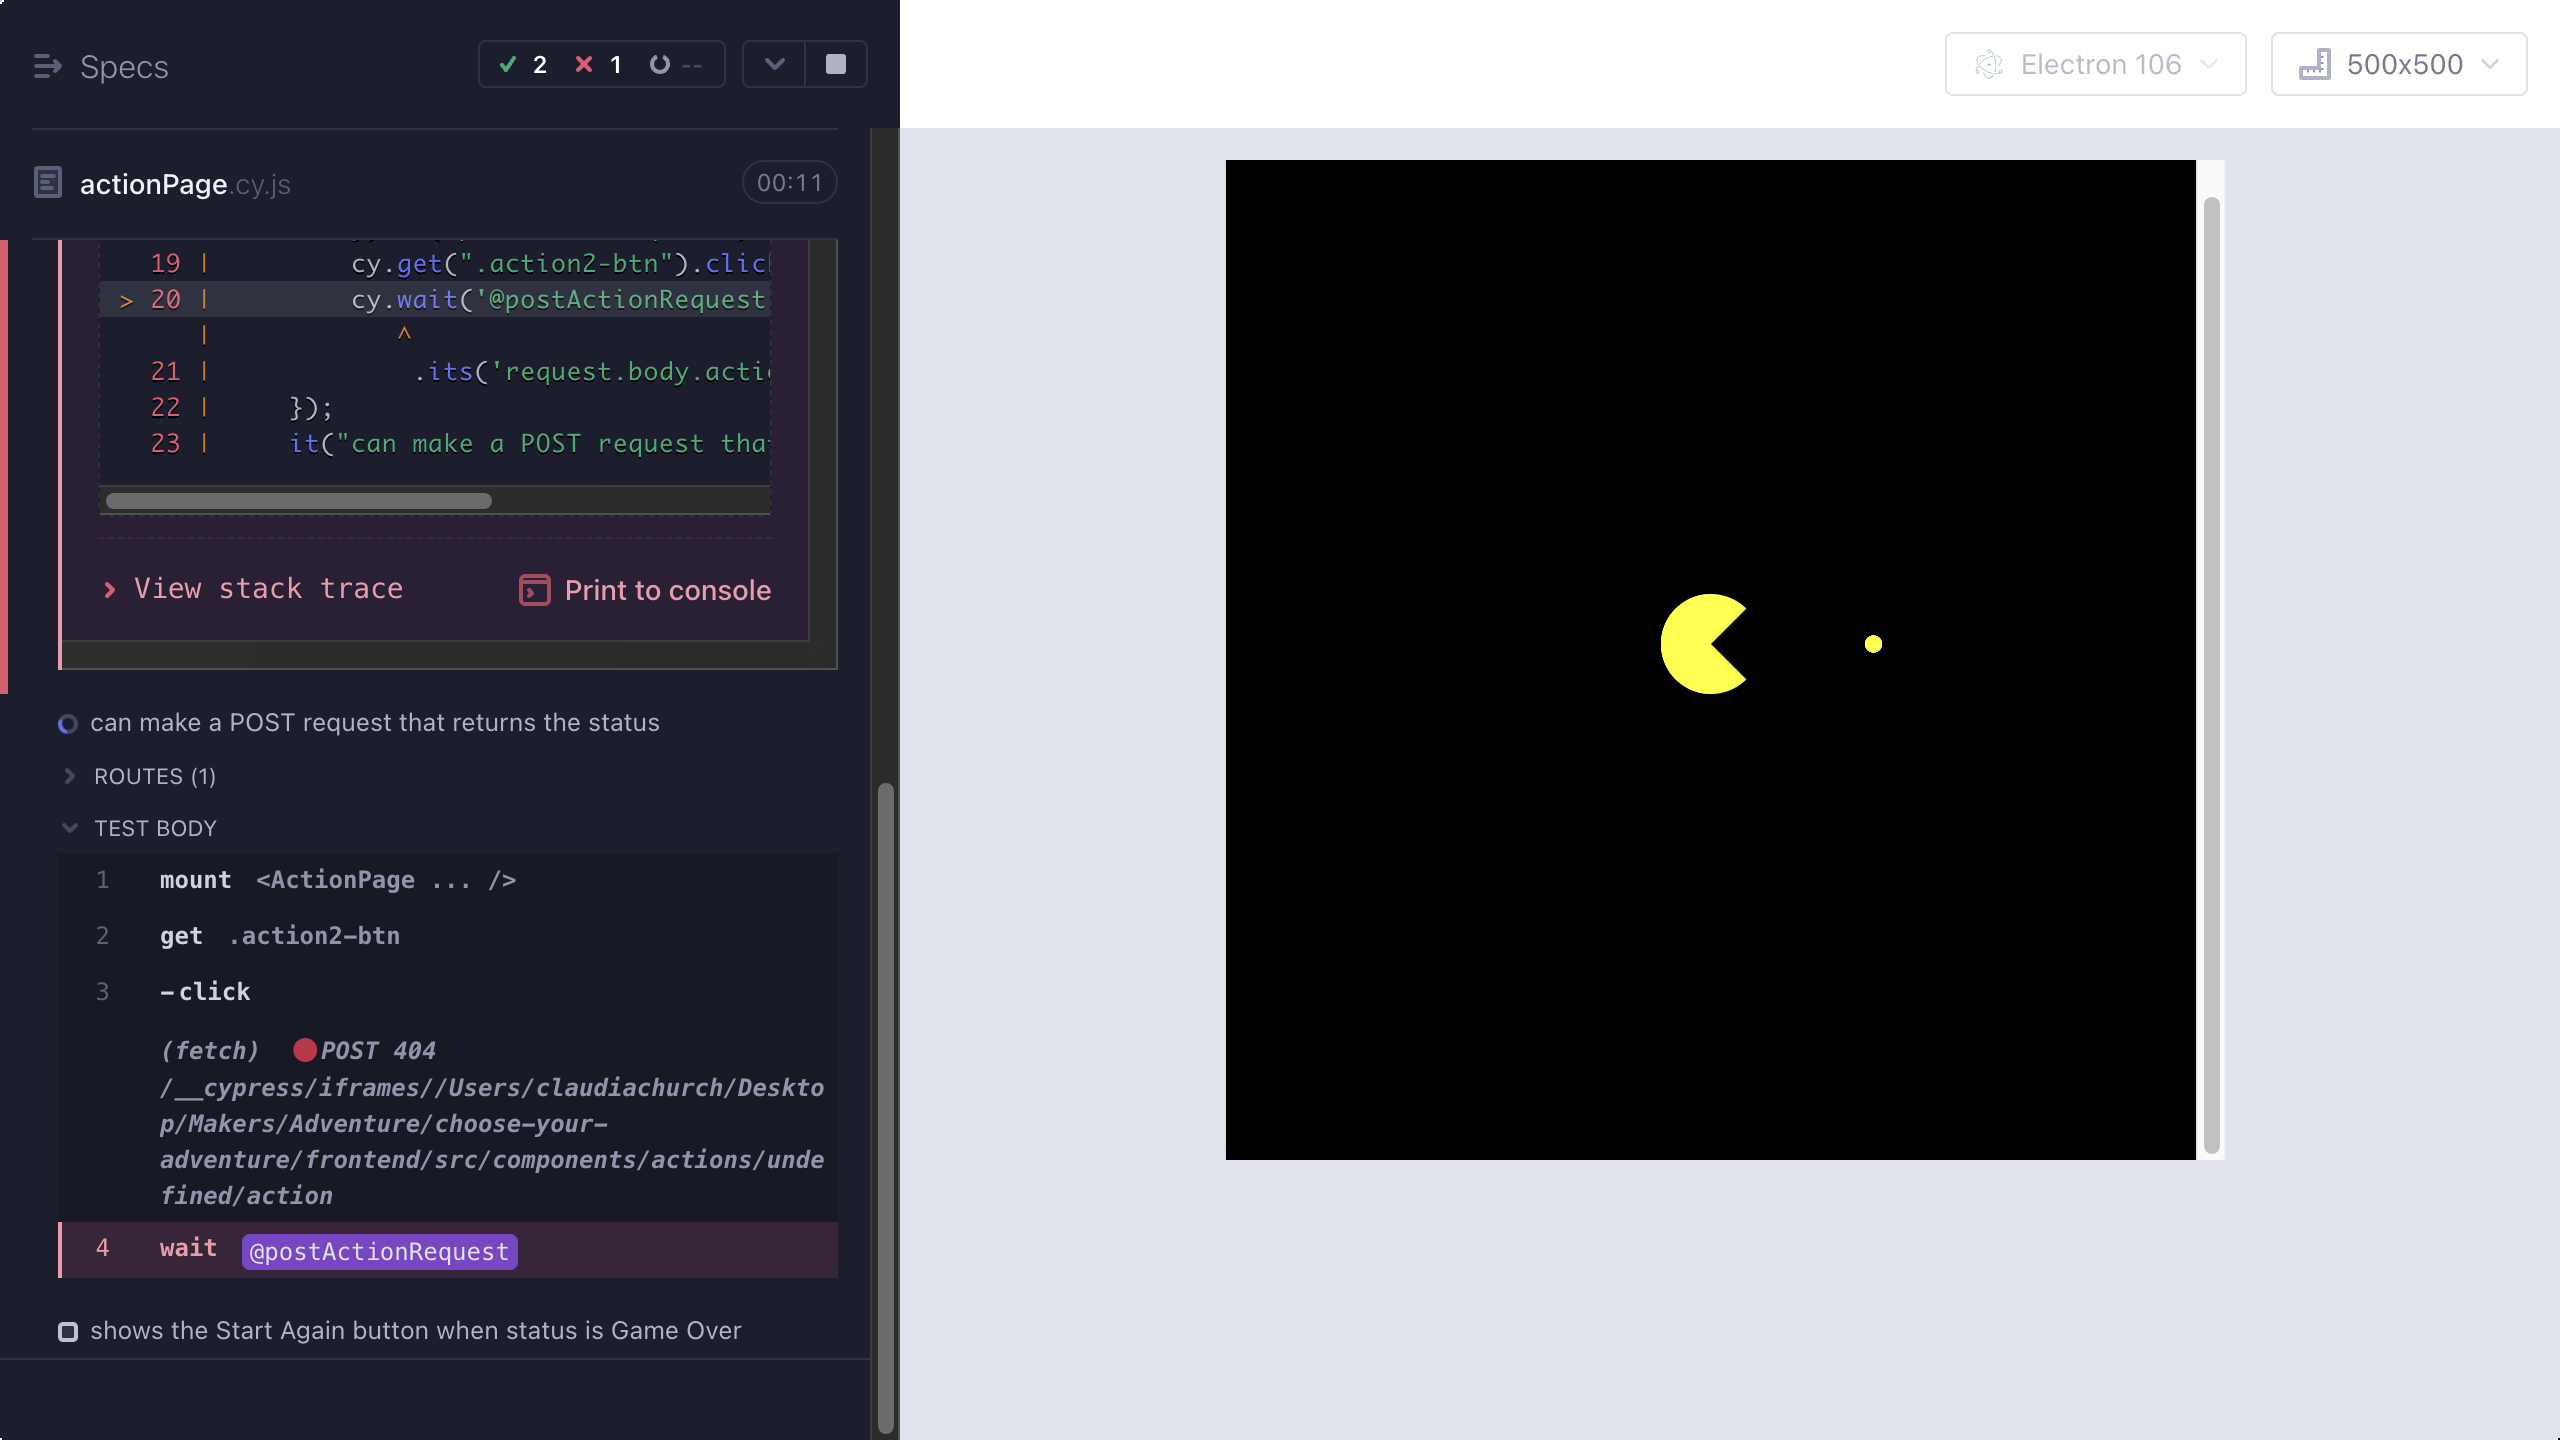 Specs
2 1 --
Electron 106
500x500
actionPage.cy.js
00:11
19 | cy.get(".action2-btn").clic
> 20 | cy.wait('@postActionRequest
| ^
21 | .its('request.body.actio
22 | });
23 | it("can make a POST request tha
View stack trace
Print to console
can make a POST request that returns the status
ROUTES (1)
TEST BODY
1 mount <ActionPage ... />
2 get .action2-btn
3 -click
(fetch) POST 404
/__cypress/iframes//Users/claudiachurch/Deskto
p/Makers/Adventure/choose-your-
adventure/frontend/src/components/actions/unde
fined/action
4 wait @postActionRequest
shows the Start Again button when status is Game Over